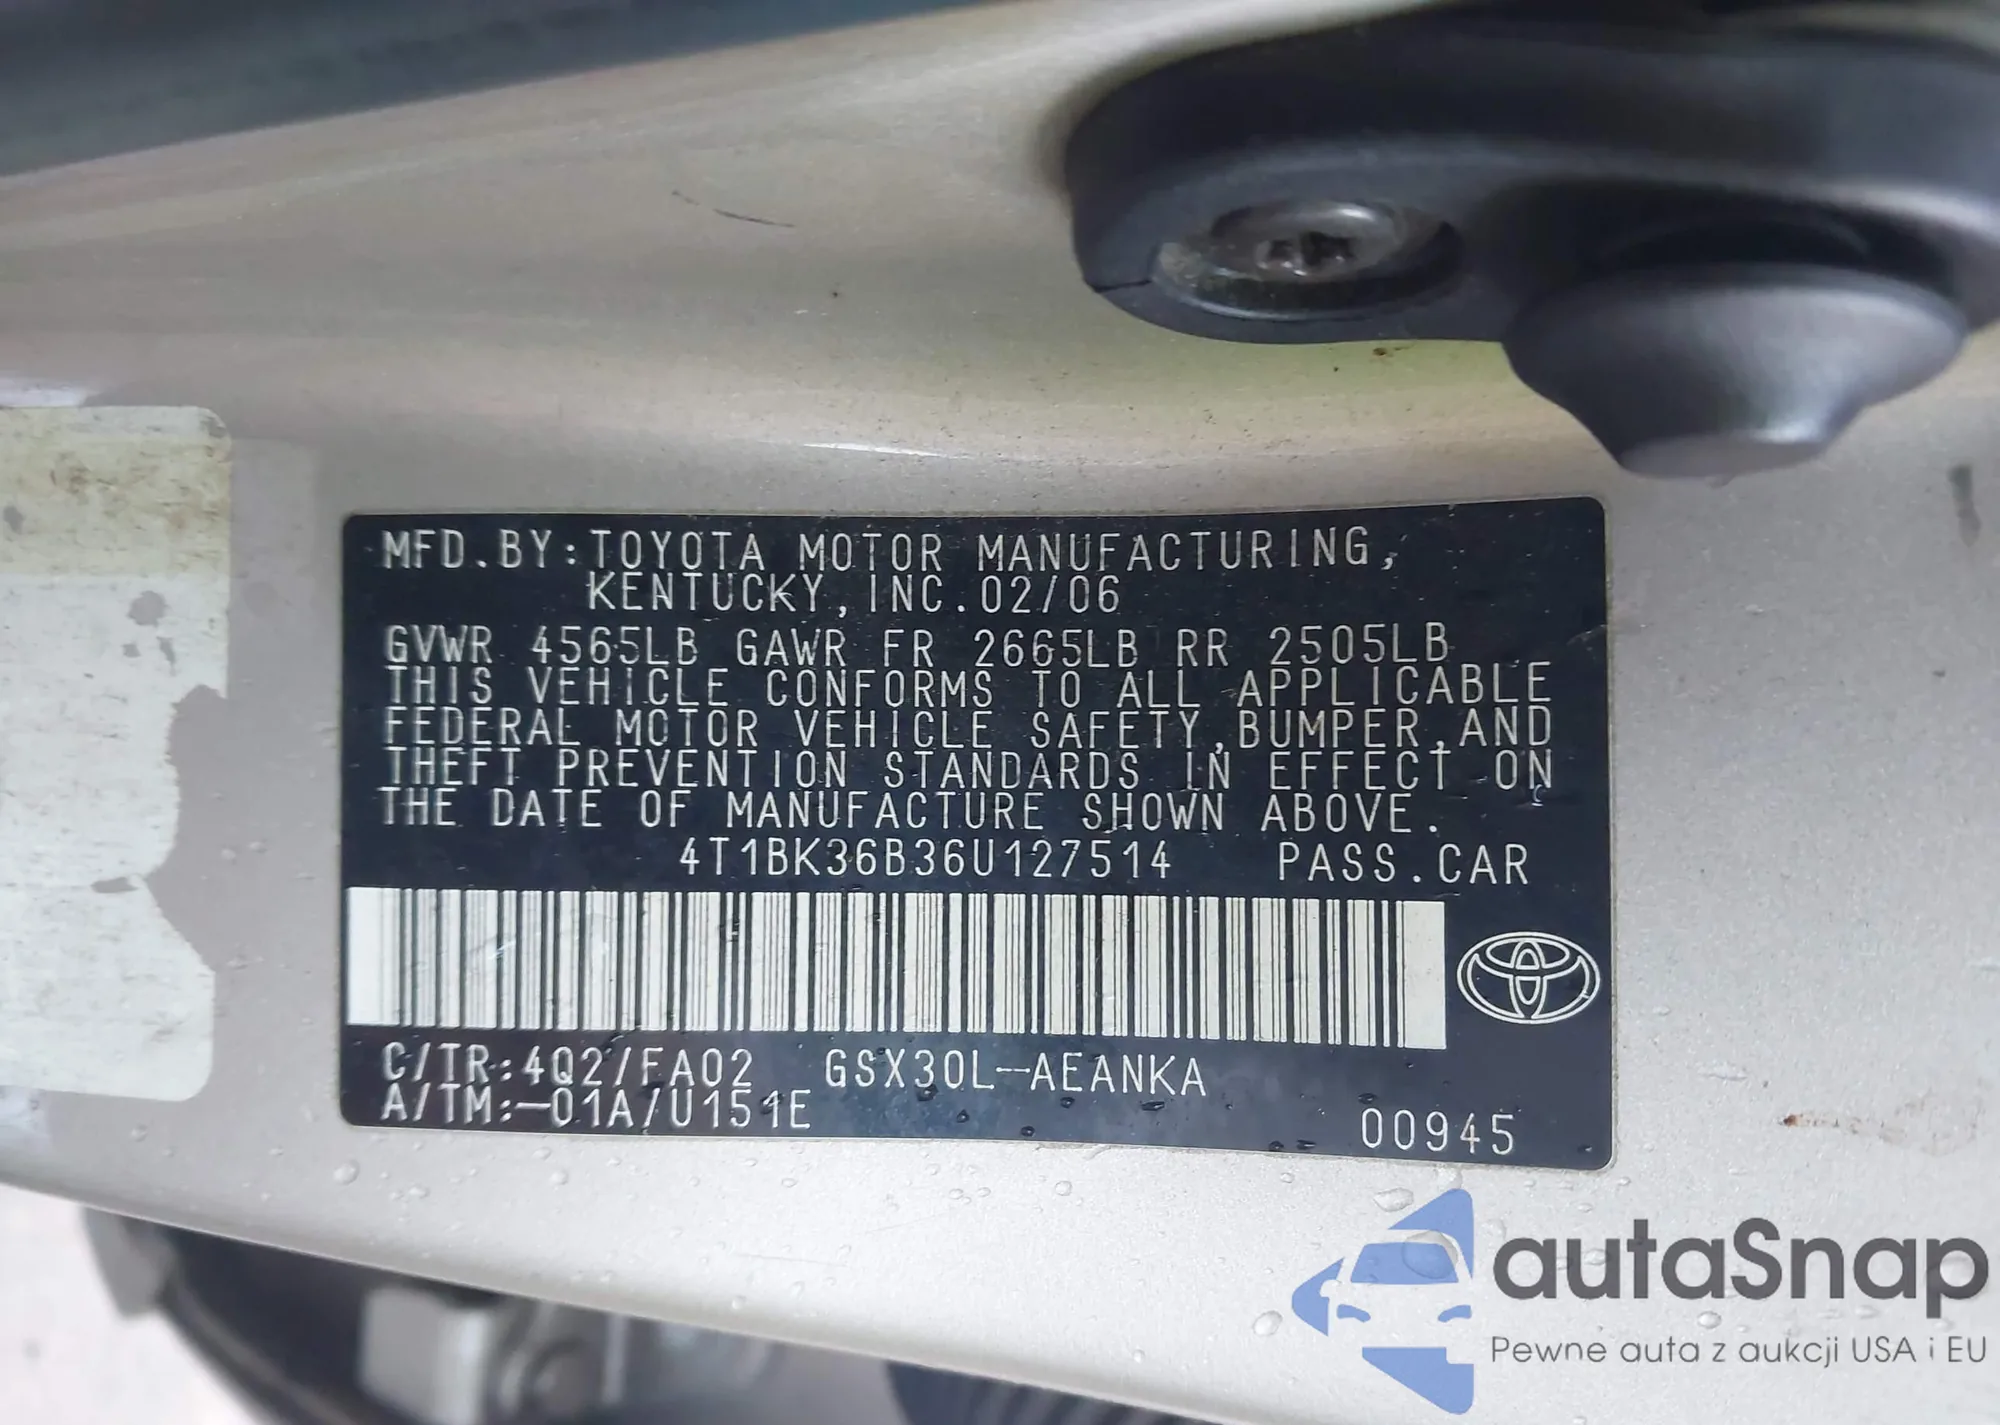 MFD.BY:TOYOTA MOTOR MANUFACTURING,
KENTUCKY,INC.02/06
GVWR 4565LB GAWR FR 2665LB RR 2505LB
THIS VEHICLE CONFORMS TO ALL APPLICABLE
FEDERAL MOTOR VEHICLE SAFETY,BUMPER,AND
THEFT PREVENTION STANDARDS IN EFFECT ON
THE DATE OF MANUFACTURE SHOWN ABOVE.
4T1BK36B36U127514 PASS.CAR
C/TR:4Q2/FA02 GSX30L-AEANKA
A/TM:-01A/U151E
00945
autaSnap
Pewne auta z aukcji USA i EU